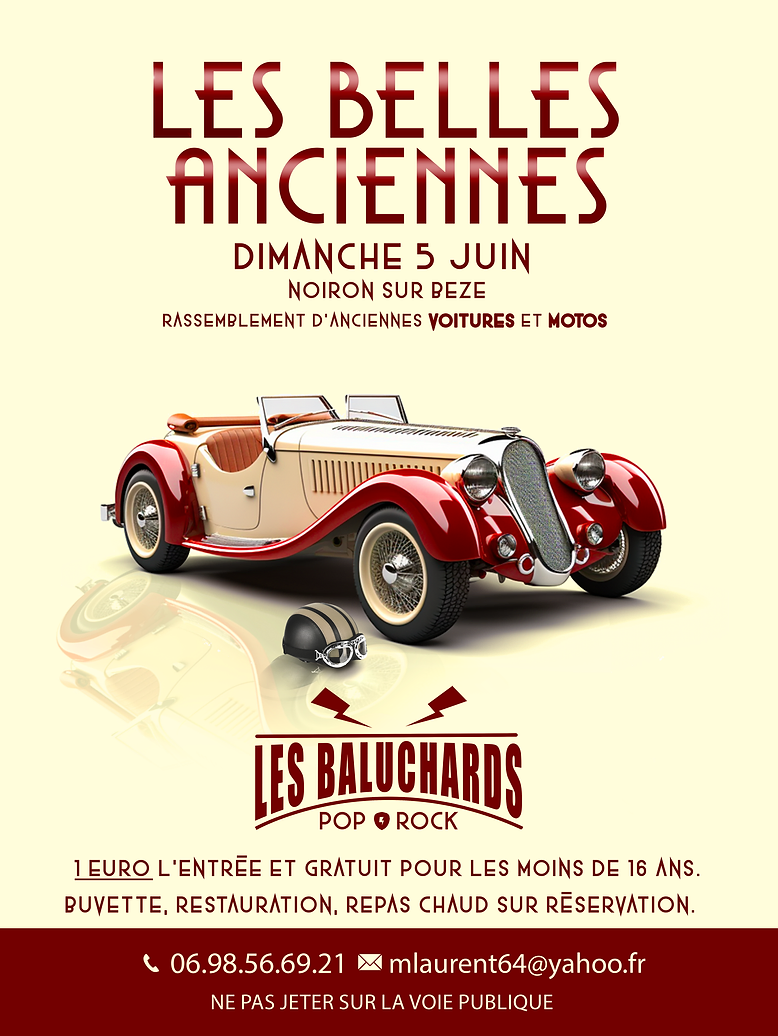 LES BELLES
ANCIENNES
DIMANCHE 5 JUIN
NOIRON SUR BEZE
RASSEMBLEMENT D'ANCIENNES VOITURES ET MOTOS
LES BALUCHARDS
POP ROCK
1 EURO L'ENTRĒE ET GRATUIT POUR LES MOINS DE 16 ANS.
BUVETTE, RESTAURATION, REPAS CHAUD SUR RĒSERVATION.
06.98.56.69.21 mlaurent64@yahoo.fr
NE PAS JETER SUR LA VOIE PUBLIQUE